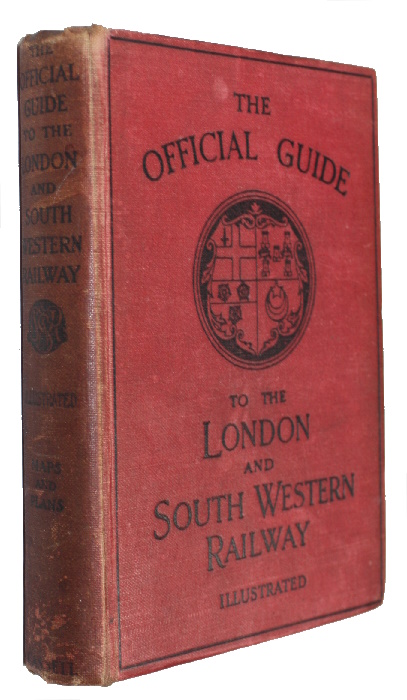 THE
OFFICIAL
GUIDE
TO THE
LONDON
AND
SOUTH
WESTERN
RAILWAY
ILLUSTRATED
MAPS
AND
PLANS
THE
OFFICIAL GUIDE
TO THE
LONDON
AND
SOUTH WESTERN
RAILWAY
ILLUSTRATED